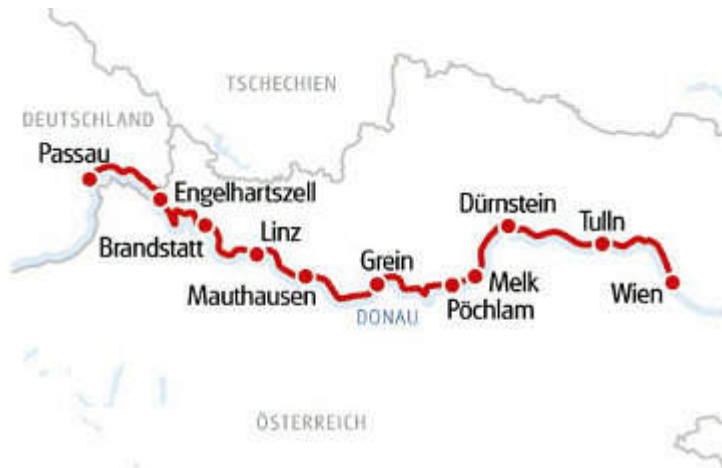 TSCHECHIEN
DEUTSCHLAND
Passau
Engelhartszell
Brandstatt
Linz
Mauthausen
Grein
DONAU
Dürnstein
Tulln
Melk
Pöchlam
Wien
ÖSTERREICH